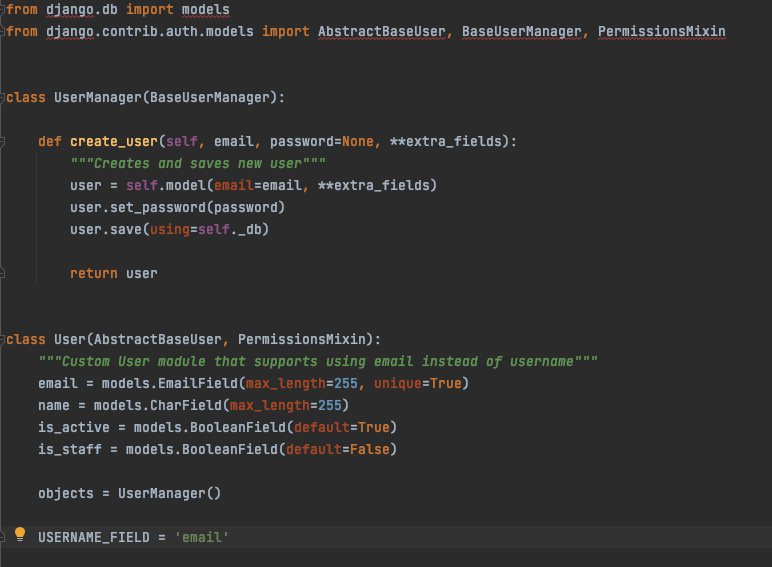 from django.db import models
from django.contrib.auth.models import AbstractBaseUser, BaseUserManager, PermissionsMixin
class UserManager(BaseUserManager):
def create_user(self, email, password=None, **extra_fields):
"""Creates and saves new user"""
user = self.model(email=email, **extra_fields)
user.set_password(password)
user.save(using=self._db)
return user
class User(AbstractBaseUser, PermissionsMixin):
"""Custom User module that supports using email instead of username"""
email = models.EmailField(max_length=255, unique=True)
name = models.CharField(max_length=255)
is_active = models.BooleanField(default=True)
is_staff = models.BooleanField(default=False)
objects = UserManager()
USERNAME_FIELD = 'email'